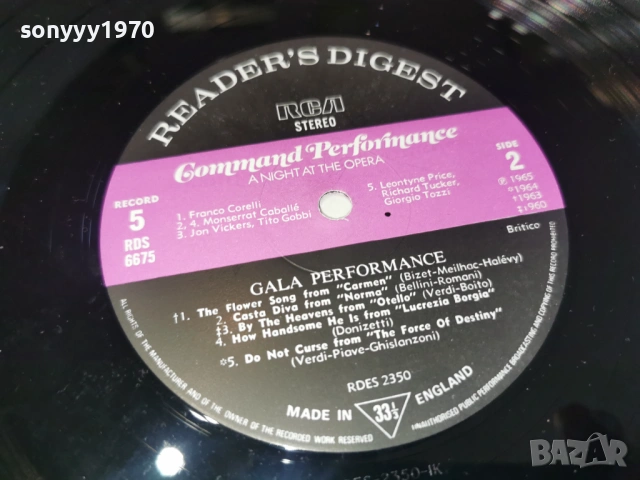 sonyyy1970
READER'S DIGEST
RCA
STEREO
Command Performance
A NIGHT AT THE OPERA
RECORD
5
RDS
6675
1. Franco Corelli
2. 4. Monserrat Caballé
3. Jon Vickers, Tito Gobbi
5. Leontyne Price,
Richard Tucker,
Giorgio Tozzi
SIDE
2
℗ 1965
*1964
†1963
‡1960
Britico
GALA PERFORMANCE
†1. The Flower Song from "Carmen" (Bizet-Meilhac-Halévy)
2. Casta Diva from "Norma" (Bellini-Romani)
‡3. By The Heavens from "Otello" (Verdi-Boito)
4. How Handsome He Is from "Lucrezia Borgia"
(Donizetti)
*5. Do Not Curse from "The Force Of Destiny"
(Verdi-Piave-Ghislanzoni)
RDES 2350
MADE IN 33⅓ ENGLAND
ALL RIGHTS OF THE MANUFACTURER AND OF THE OWNER OF THE RECORDED WORK RESERVED
UNAUTHORISED PUBLIC PERFORMANCE BROADCASTING AND COPYING OF THIS RECORD PROHIBITED
2350-1K
BAZAR
bg